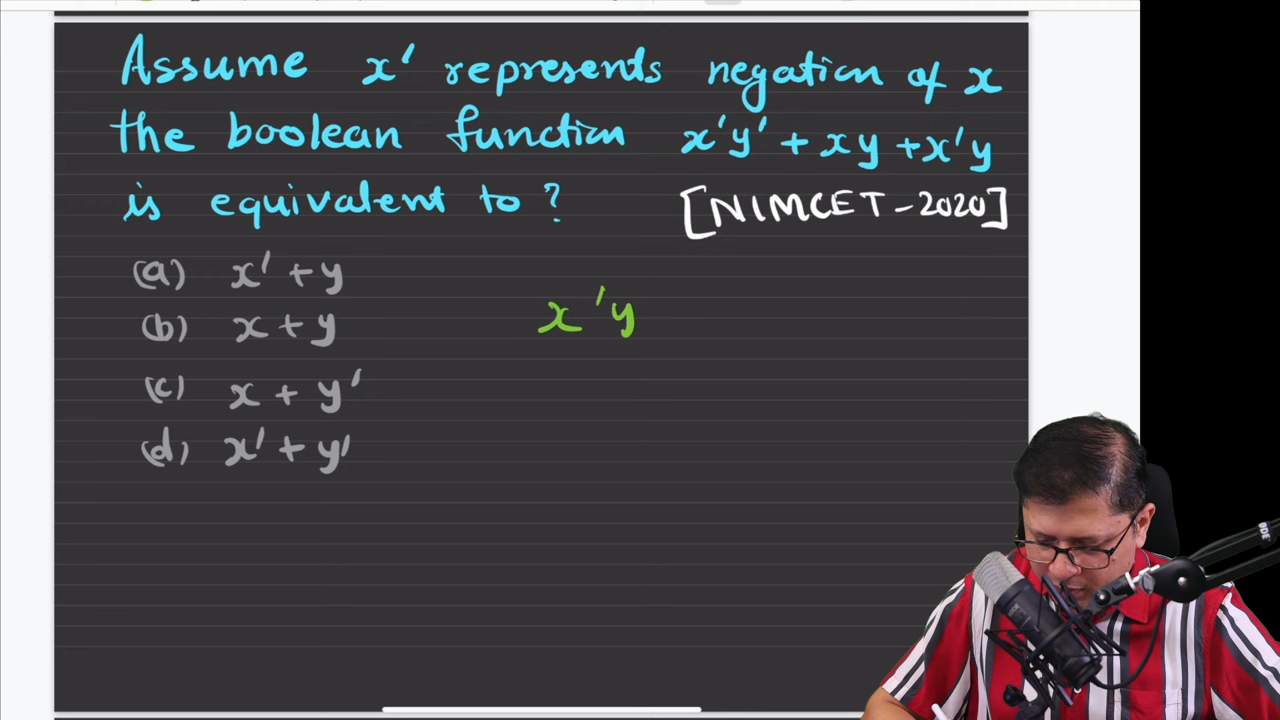 Assume x' represents negation of x
the boolean function x'y' + xy + x'y
is equivalent to ?
[NIMCET - 2020]
(a) x' + y
(b) x + y
(c) x + y'
(d) x' + y'
x'y